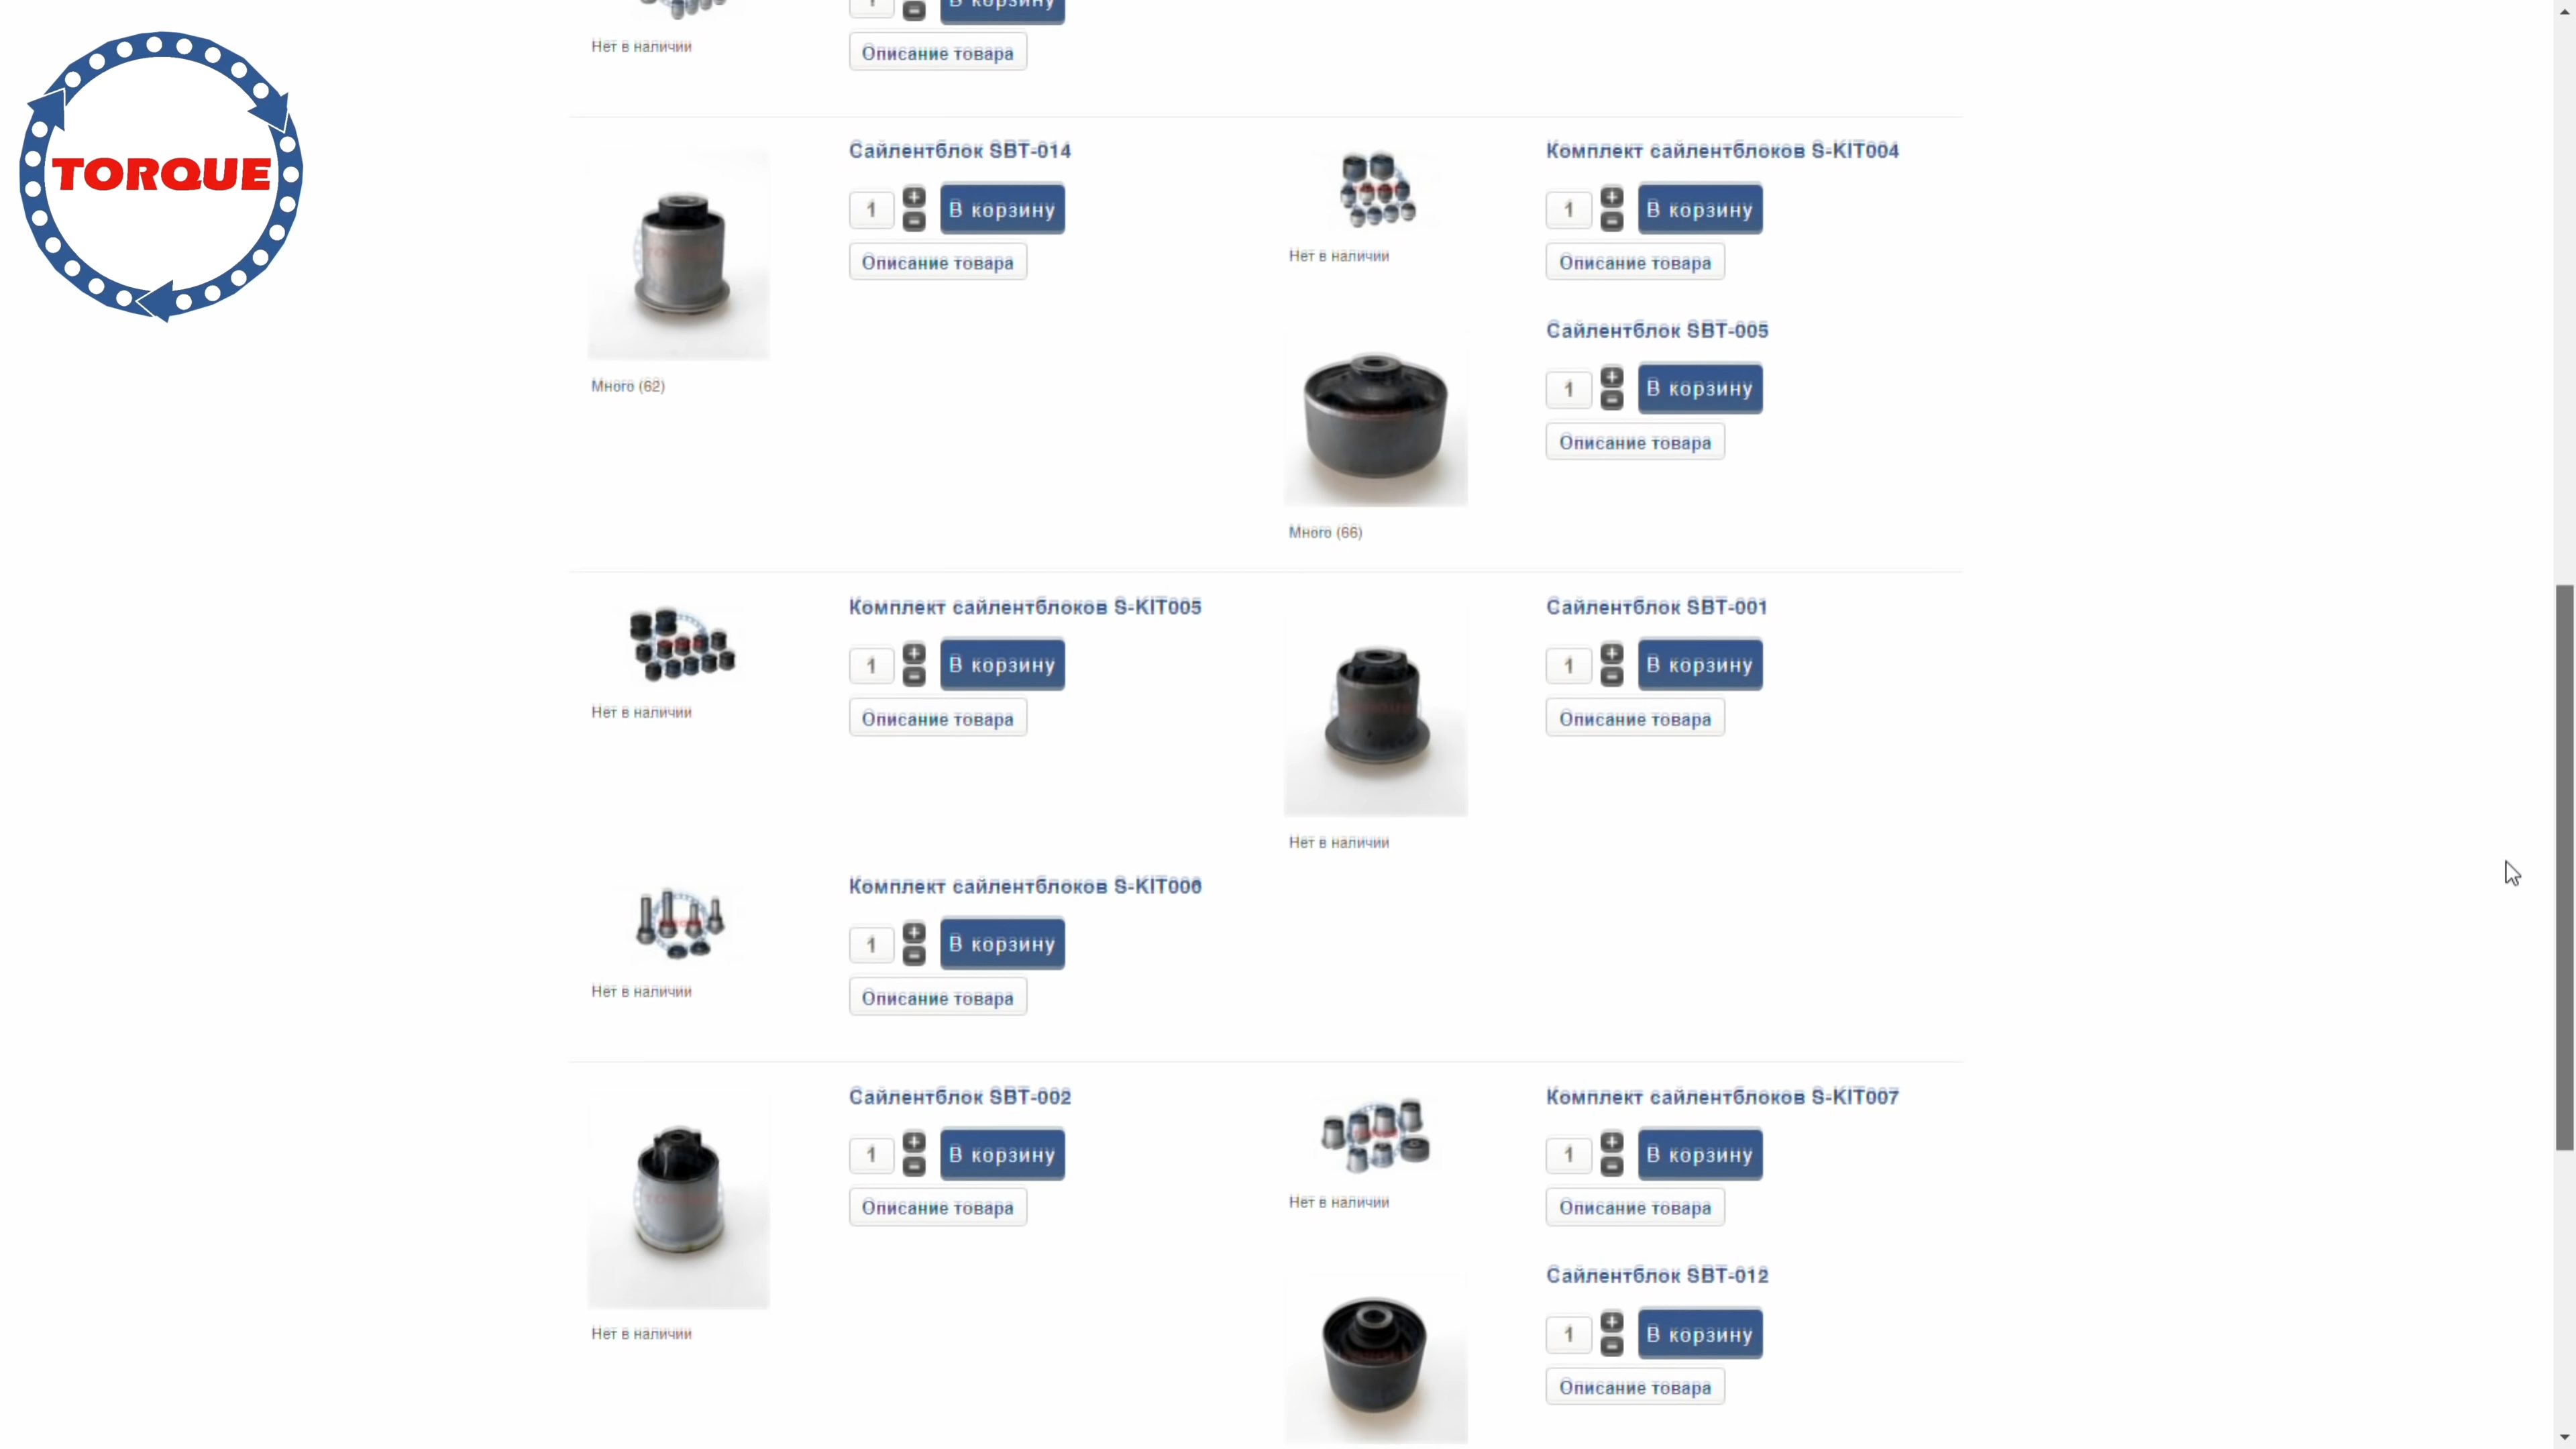 В корзину
Нет в наличии
Описание товара
TORQUE
Сайлентблок SBT-014
1
В корзину
Описание товара
Много (62)
Комплект сайлентблоков S-KIT004
1
В корзину
Нет в наличии
Описание товара
Сайлентблок SBT-005
1
В корзину
Описание товара
Много (66)
Комплект сайлентблоков S-KIT005
1
В корзину
Нет в наличии
Описание товара
Сайлентблок SBT-001
1
В корзину
Описание товара
Нет в наличии
Комплект сайлентблоков S-KIT006
1
В корзину
Нет в наличии
Описание товара
Сайлентблок SBT-002
1
В корзину
Описание товара
Нет в наличии
Комплект сайлентблоков S-KIT007
1
В корзину
Нет в наличии
Описание товара
Сайлентблок SBT-012
1
В корзину
Описание товара